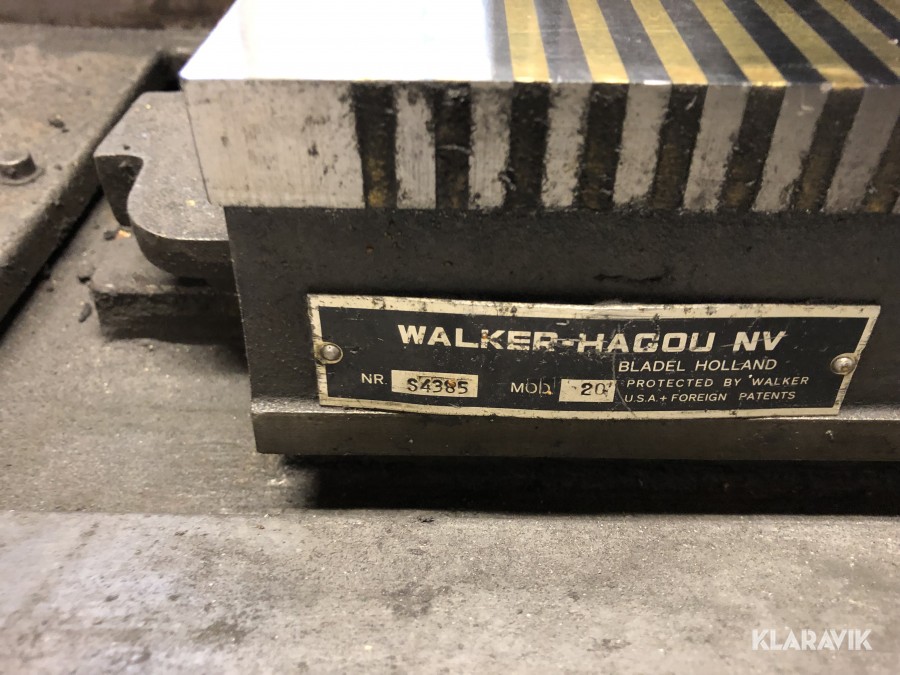 WALKER-HAGOU NV
BLADEL HOLLAND
NR. S4385 MOD. 20
PROTECTED BY WALKER
U.S.A + FOREIGN PATENTS
KLARAVIK